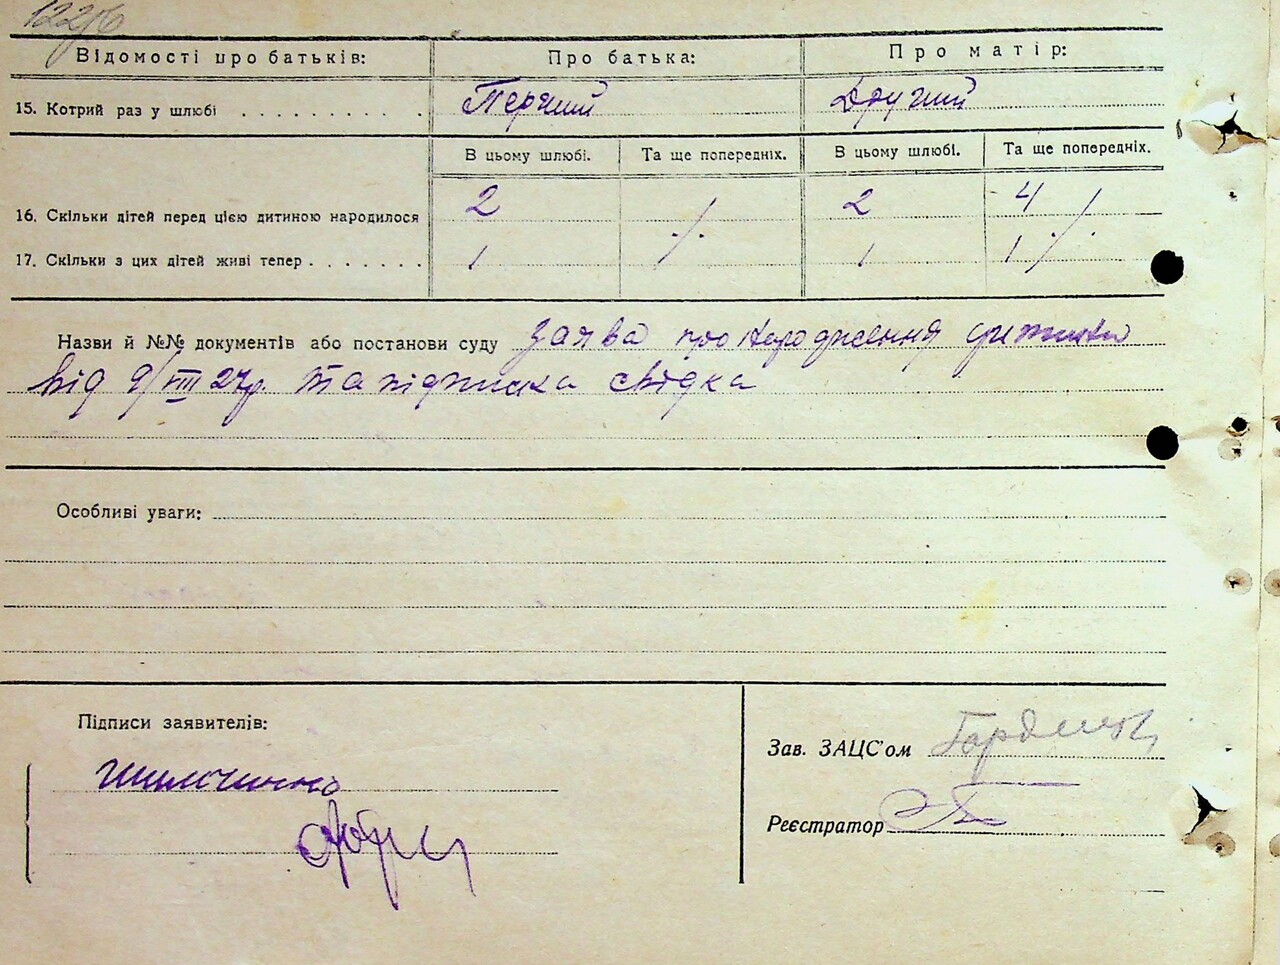 Відомості про батьків: Про батька: Про матір:
15. Котрий раз у шлюбі . . . . . . . . . . . Перший Другий
В цьому шлюбі. Та ще попередніх. В цьому шлюбі. Та ще попередніх.
16. Скільки дітей перед цією дитиною народилося 2 2 4
17. Скільки з цих дітей живі тепер . . . . . . . 1 1 1
Назви й №№ документів або постанови суду заява про народження дитини
від 9/VIII 27р. та підписка свідка
Особливі уваги:
Підписи заявителів:
Зав. ЗАЦС'ом
Реєстратор